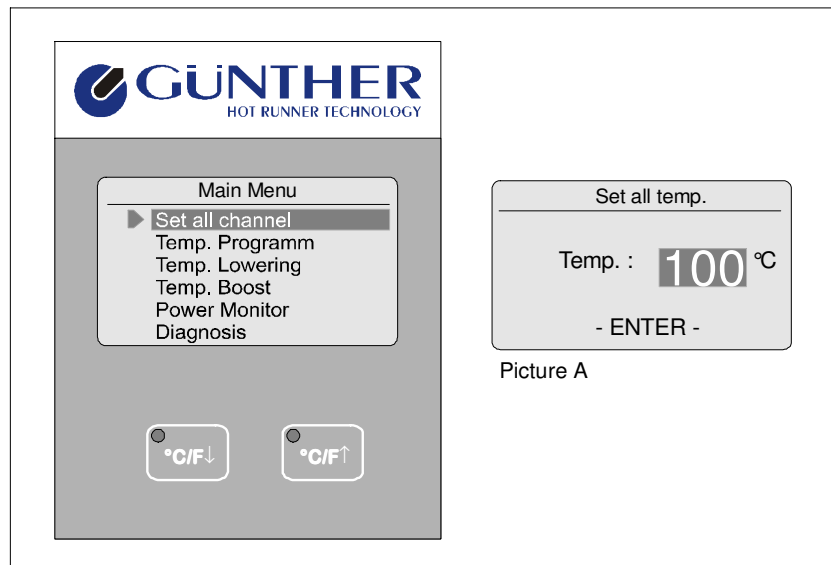 GÜNTHER
HOT RUNNER TECHNOLOGY
Main Menu
Set all channel
Temp. Programm
Temp. Lowering
Temp. Boost
Power Monitor
Diagnosis
°C/F↓
°C/F↑
Set all temp.
Temp. : 100 °C
- ENTER -
Picture A